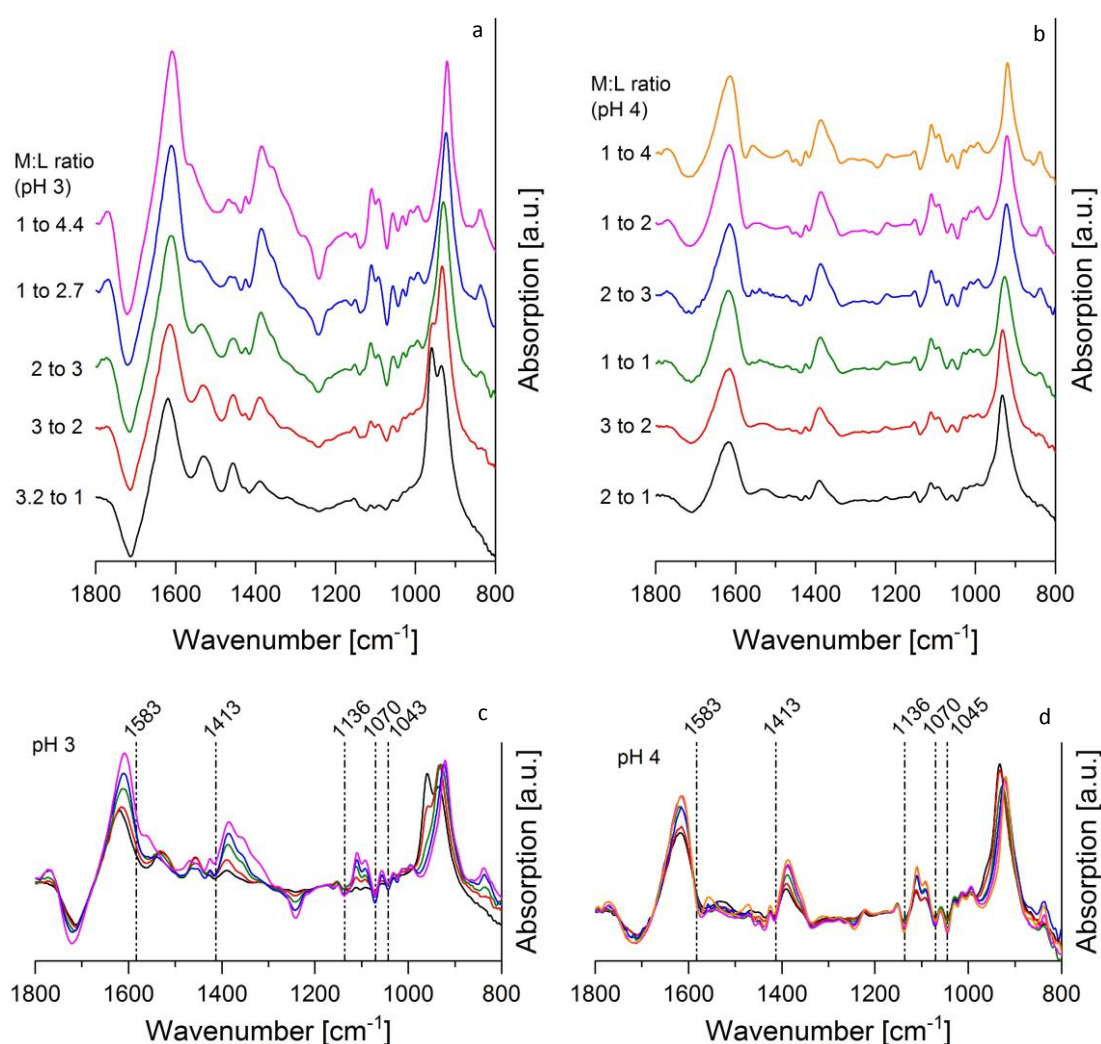 a
M:L ratio
(pH 3)
1 to 4.4
1 to 2.7
2 to 3
3 to 2
3.2 to 1
Absorption [a.u.]
1800 1600 1400 1200 1000 800
Wavenumber [cm⁻¹]
b
M:L ratio
(pH 4)
1 to 4
1 to 2
2 to 3
1 to 1
3 to 2
2 to 1
Absorption [a.u.]
1800 1600 1400 1200 1000 800
Wavenumber [cm⁻¹]
1583 1413 1136 1070 1043
c
pH 3
Absorption [a.u.]
1800 1600 1400 1200 1000 800
Wavenumber [cm⁻¹]
1583 1413 1136 1070 1045
d
pH 4
Absorption [a.u.]
1800 1600 1400 1200 1000 800
Wavenumber [cm⁻¹]